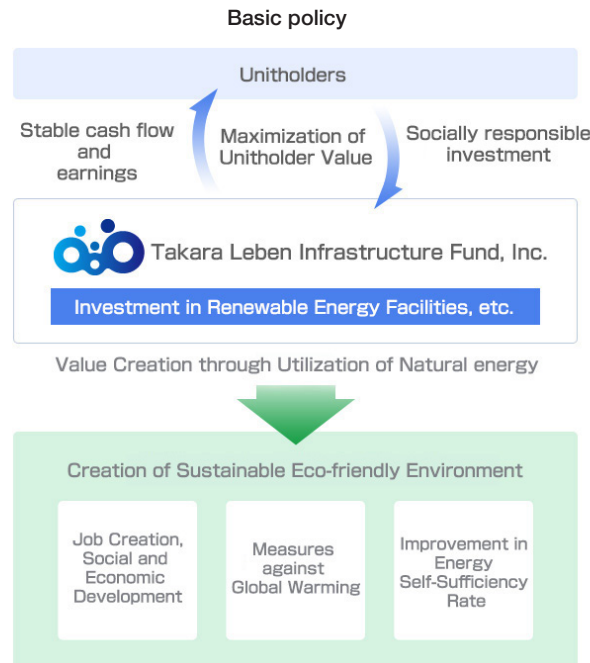 Basic policy
Unitholders
Stable cash flow
and
earnings
Maximization of
Unitholder Value
Socially responsible
investment
Takara Leben Infrastructure Fund, Inc.
Investment in Renewable Energy Facilities, etc.
Value Creation through Utilization of Natural energy
Creation of Sustainable Eco-friendly Environment
Job Creation,
Social and
Economic
Development
Measures
against
Global Warming
Improvement in
Energy
Self-Sufficiency
Rate